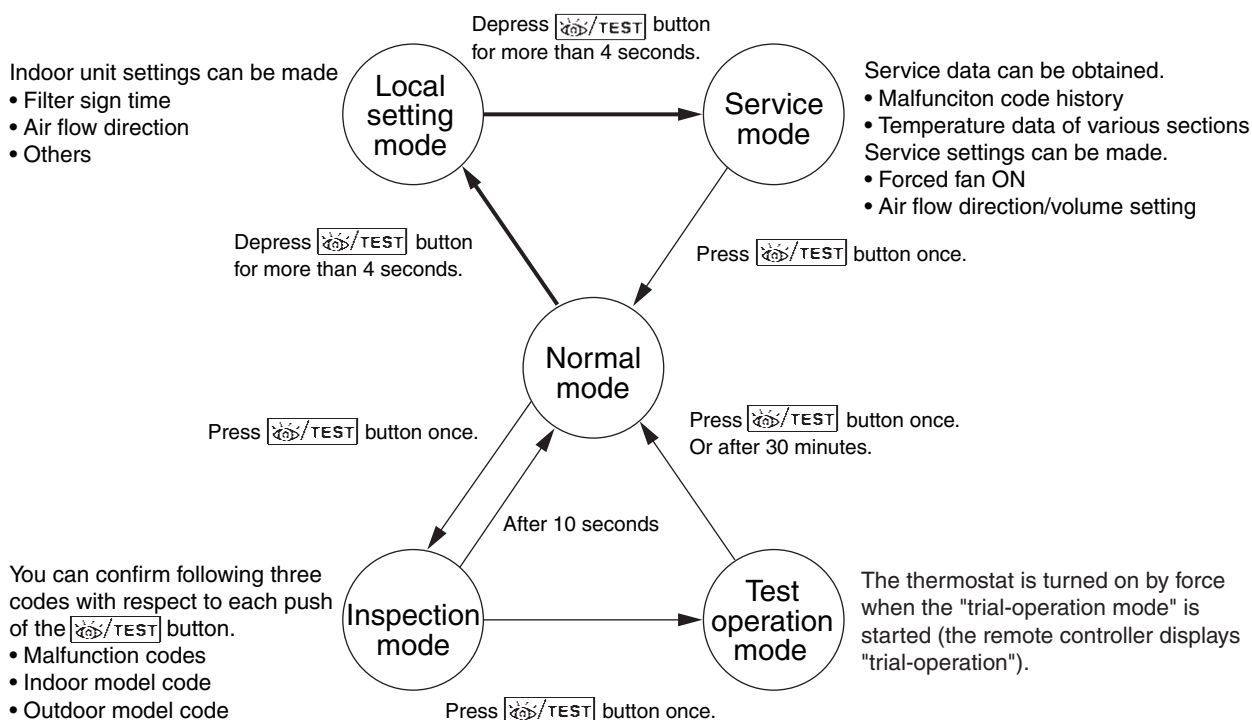 Depress /TEST button
for more than 4 seconds.
Indoor unit settings can be made
• Filter sign time
• Air flow direction
• Others
Local
setting
mode
Service
mode
Service data can be obtained.
• Malfunciton code history
• Temperature data of various sections
Service settings can be made.
• Forced fan ON
• Air flow direction/volume setting
Depress /TEST button
for more than 4 seconds.
Press /TEST button once.
Normal
mode
Press /TEST button once.
Press /TEST button once.
Or after 30 minutes.
After 10 seconds
You can confirm following three
codes with respect to each push
of the /TEST button.
• Malfunction codes
• Indoor model code
• Outdoor model code
Inspection
mode
Test
operation
mode
The thermostat is turned on by force
when the "trial-operation mode" is
started (the remote controller displays
"trial-operation").
Press /TEST button once.